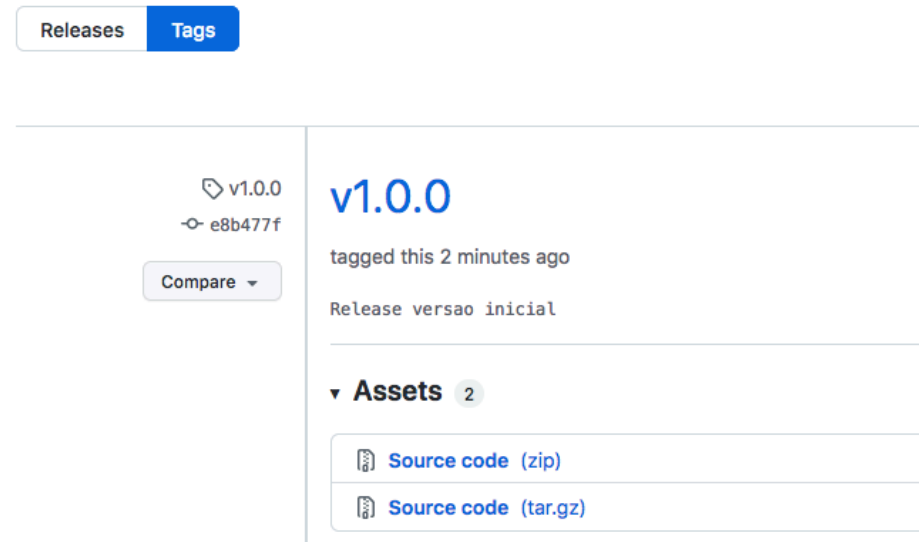 Releases Tags
v1.0.0
e8b477f
Compare
v1.0.0
tagged this 2 minutes ago
Release versao inicial
Assets 2
Source code (zip)
Source code (tar.gz)